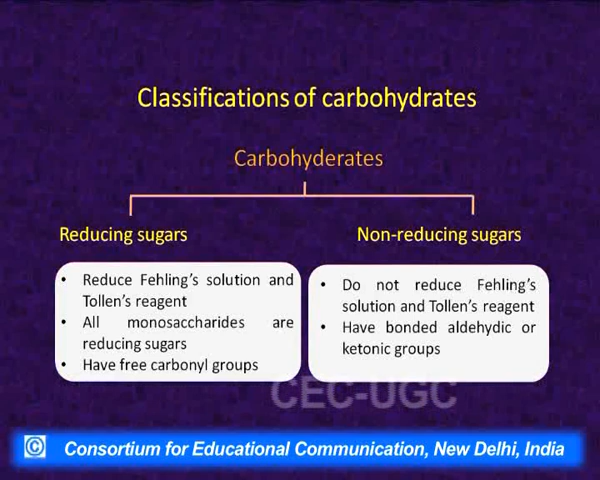 Classifications of carbohydrates
Carbohyderates
Reducing sugars
Non-reducing sugars
• Reduce Fehling's solution and
Tollen's reagent
• All monosaccharides are
reducing sugars
• Have free carbonyl groups
• Do not reduce Fehling's
solution and Tollen's reagent
• Have bonded aldehydic or
ketonic groups
CEC-UGC
© Consortium for Educational Communication, New Delhi, India